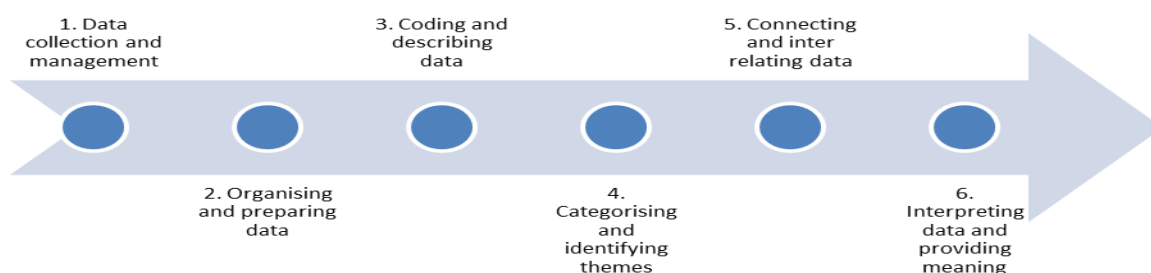 1. Data
collection and
management
2. Organising
and preparing
data
3. Coding and
describing
data
4.
Categorising
and
identifying
themes
5. Connecting
and inter
relating data
6.
Interpreting
data and
providing
meaning